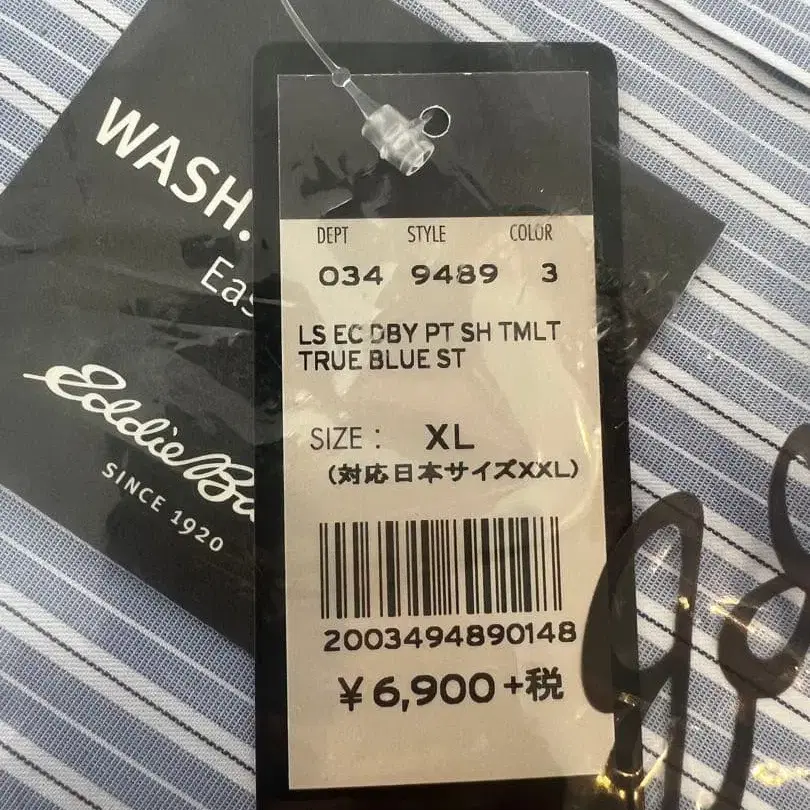 WASH.
Eas
Eddie Bau
SINCE 1920
DEPT STYLE COLOR
034 9489 3
LS EC DBY PT SH TMLT
TRUE BLUE ST
SIZE : XL
(対応日本サイズXXL)
2003494890148
¥6,900+税